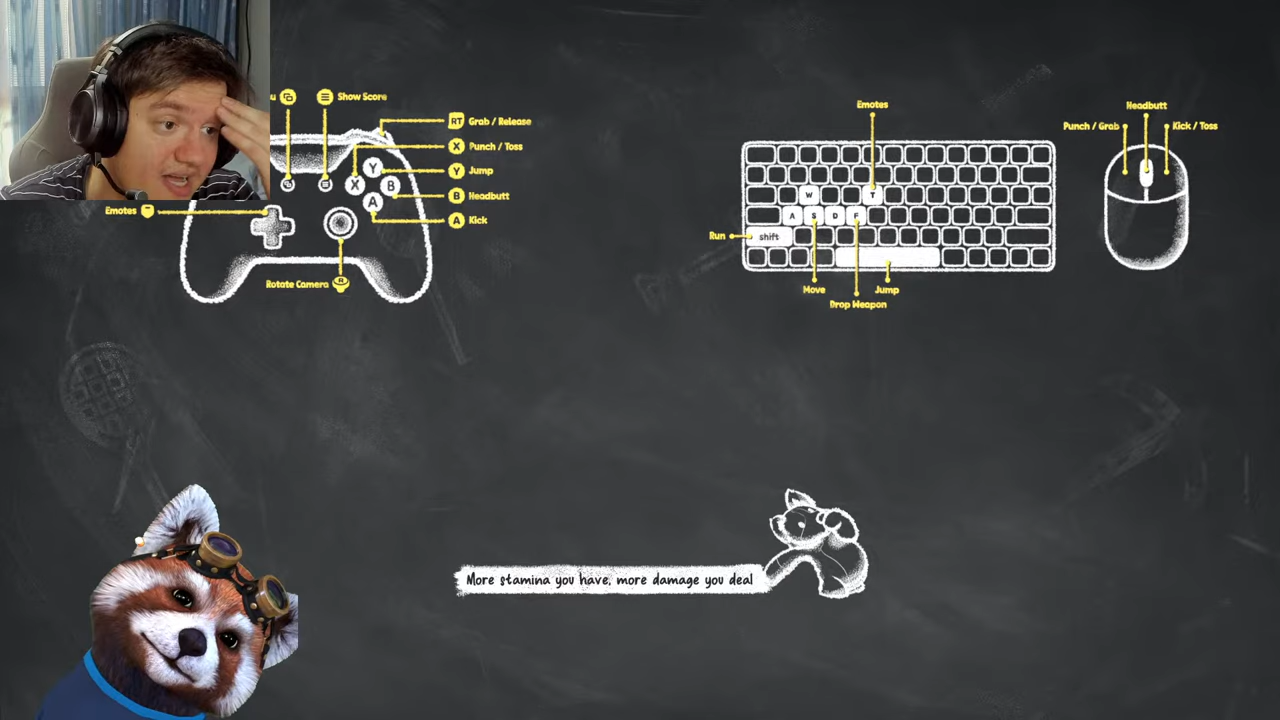 u
Show Score
RT Grab / Release
X Punch / Toss
Y Jump
B Headbutt
A Kick
Y
X
B
A
Emotes
Rotate Camera R
Emotes
W
T
A
S
D
F
Run
shift
Move
Drop Weapon
Jump
Headbutt
Punch / Grab
Kick / Toss
More stamina you have, more damage you deal